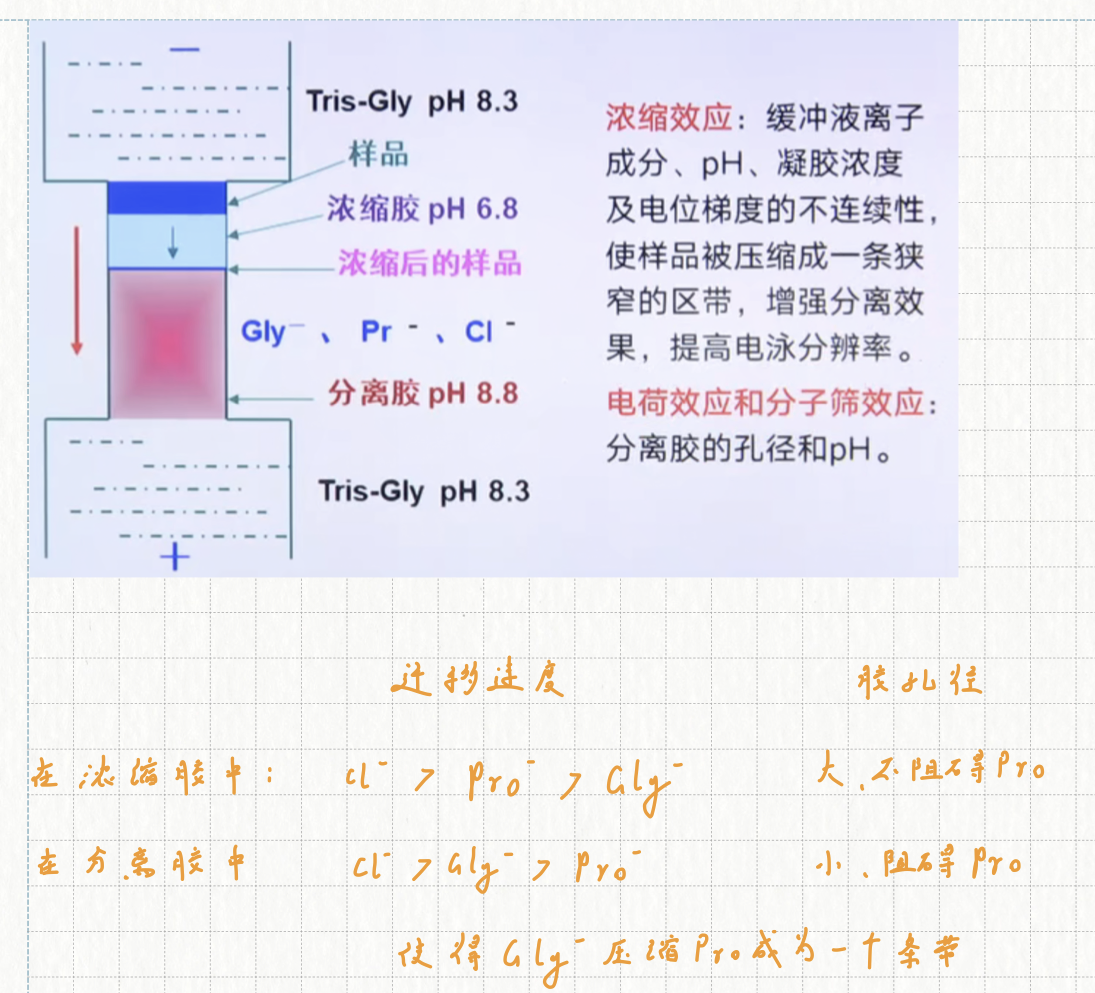 −
Tris-Gly pH 8.3
样品
浓缩胶 pH 6.8
浓缩后的样品
Gly⁻ 、 Pr⁻ 、Cl⁻
分离胶 pH 8.8
Tris-Gly pH 8.3
+
浓缩效应：缓冲液离子
成分、pH、凝胶浓度
及电位梯度的不连续性，
使样品被压缩成一条狭
窄的区带，增强分离效
果，提高电泳分辨率。
电荷效应和分子筛效应：
分离胶的孔径和pH。
迁移速度 胶孔径
在浓缩胶中： cl⁻ > Pro⁻ > Gly⁻ 大、不阻碍Pro
在分离胶中 cl⁻ > Gly⁻ > Pro⁻ 小、阻碍Pro
使得Gly⁻压缩Pro成为一个条带